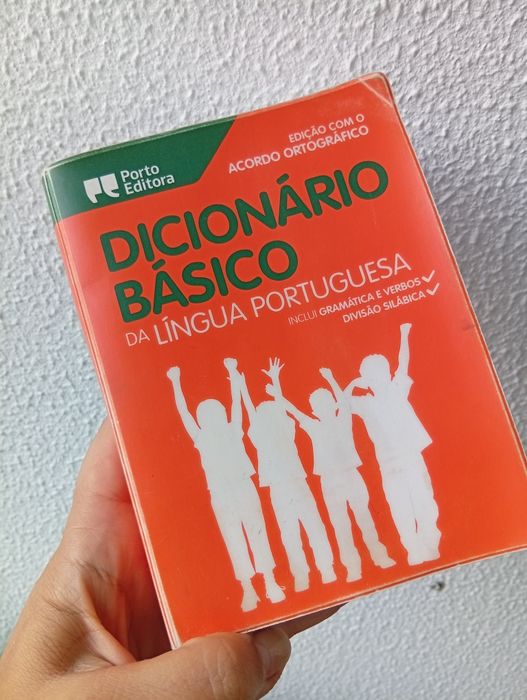 Porto
Editora
EDIÇÃO COM O
ACORDO ORTOGRÁFICO
DICIONÁRIO
BÁSICO
DA LÍNGUA PORTUGUESA
INCLUI GRAMÁTICA E VERBOS
DIVISÃO SILÁBICA